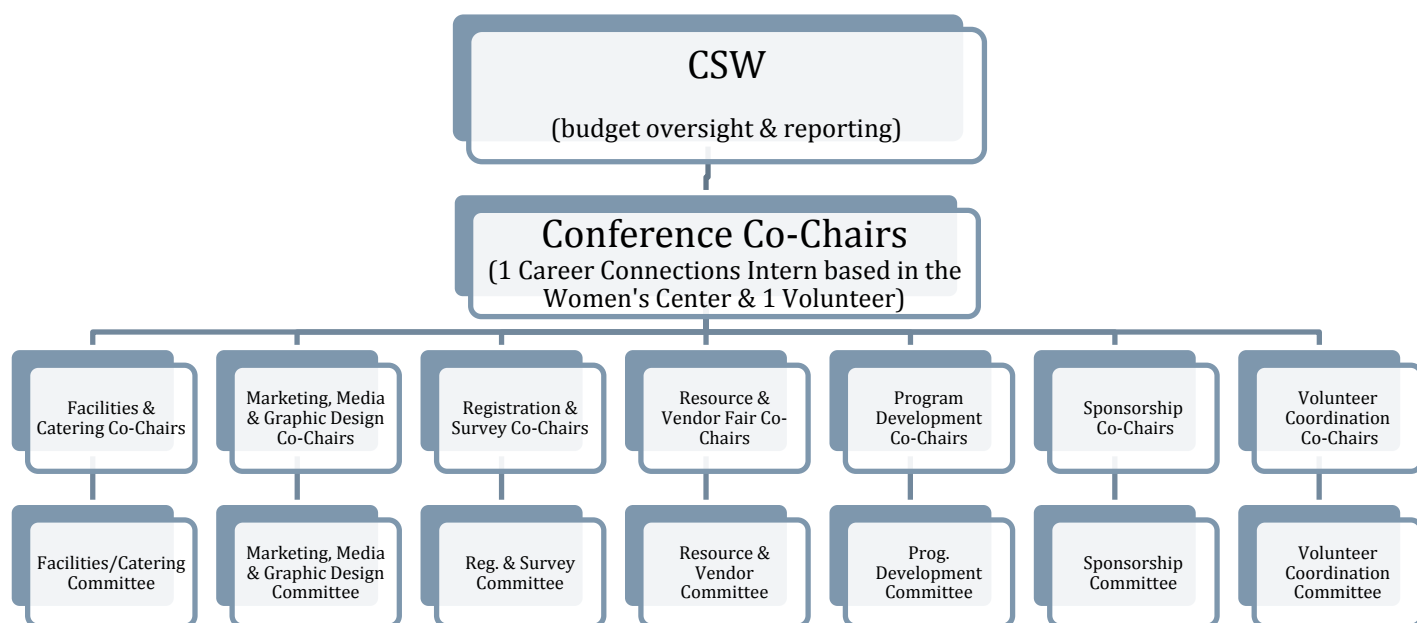 CSW
(budget oversight & reporting)
Conference Co-Chairs
(1 Career Connections Intern based in the
Women's Center & 1 Volunteer)
Facilities &
Catering Co-Chairs
Marketing, Media
& Graphic Design
Co-Chairs
Registration &
Survey Co-Chairs
Resource &
Vendor Fair Co-
Chairs
Program
Development
Co-Chairs
Sponsorship
Co-Chairs
Volunteer
Coordination
Co-Chairs
Facilities/Catering
Committee
Marketing, Media
& Graphic Design
Committee
Reg. & Survey
Committee
Resource &
Vendor
Committee
Prog.
Development
Committee
Sponsorship
Committee
Volunteer
Coordination
Committee